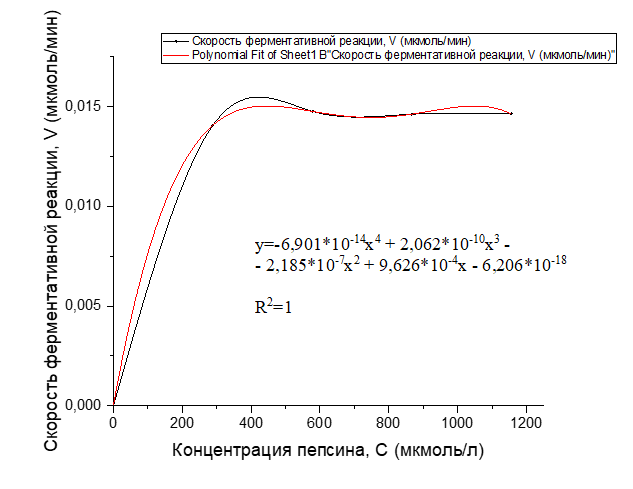 Скорость ферментативной реакции, V (мкмоль/мин)
Polynomial Fit of Sheet1 B"Скорость ферментативной реакции, V (мкмоль/мин)"
Скорость ферментативной реакции, V (мкмоль/мин)
0,015
0,010
0,005
0,000
y=-6,901*10⁻¹⁴x⁴ + 2,062*10⁻¹⁰x³ -
- 2,185*10⁻⁷x² + 9,626*10⁻⁴x - 6,206*10⁻¹⁸
R²=1
0 200 400 600 800 1000 1200
Концентрация пепсина, С (мкмоль/л)